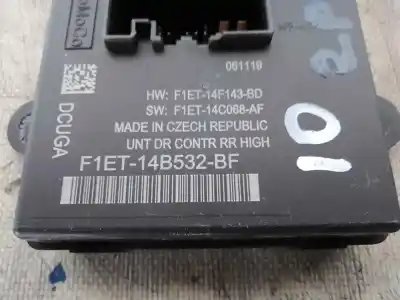 FoMoCo
061119
HW: F1ET-14F143-BD
SW: F1ET-14C068-AF
MADE IN CZECH REPUBLIC
UNT DR CONTR RR HIGH
DCUGA
F1ET-14B532-BF